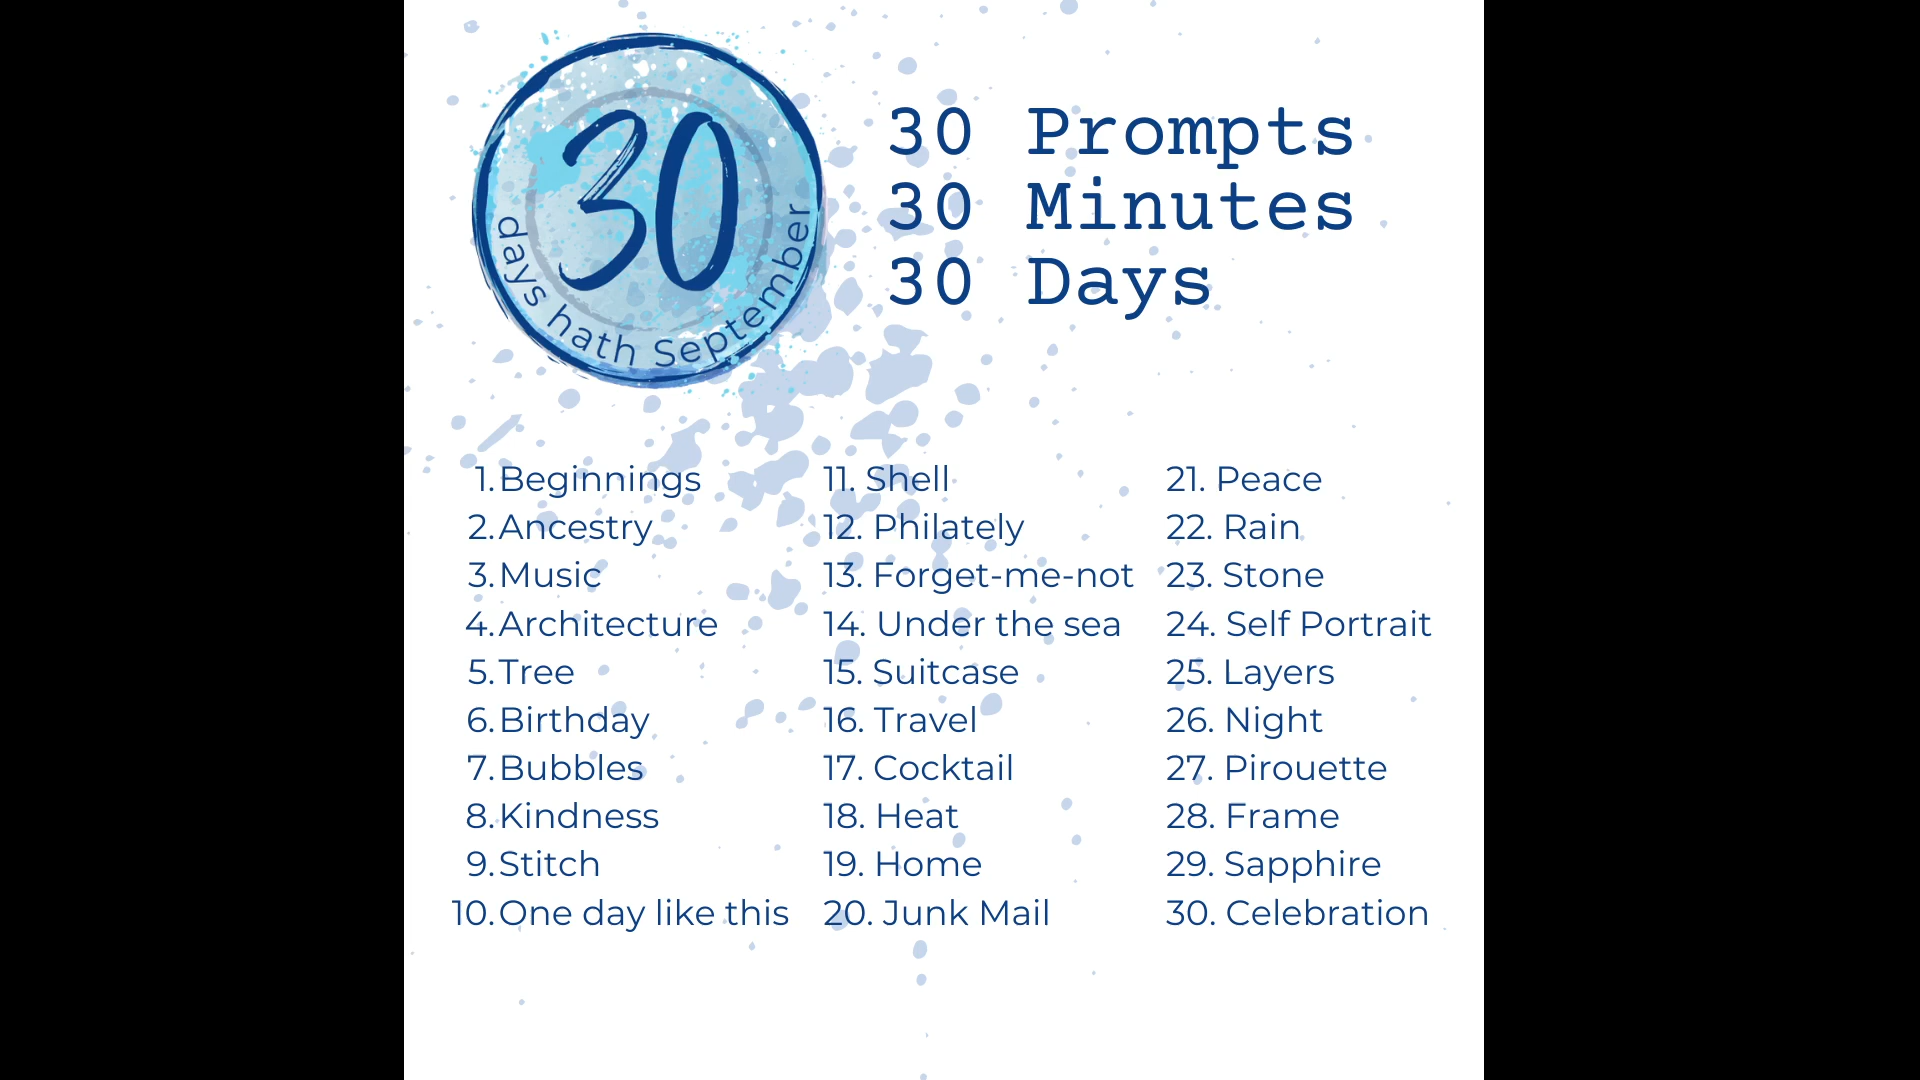 30
days hath September
30 Prompts
30 Minutes
30 Days
1. Beginnings
2. Ancestry
3. Music
4. Architecture
5. Tree
6. Birthday
7. Bubbles
8. Kindness
9. Stitch
10. One day like this
11. Shell
12. Philately
13. Forget-me-not
14. Under the sea
15. Suitcase
16. Travel
17. Cocktail
18. Heat
19. Home
20. Junk Mail
21. Peace
22. Rain
23. Stone
24. Self Portrait
25. Layers
26. Night
27. Pirouette
28. Frame
29. Sapphire
30. Celebration